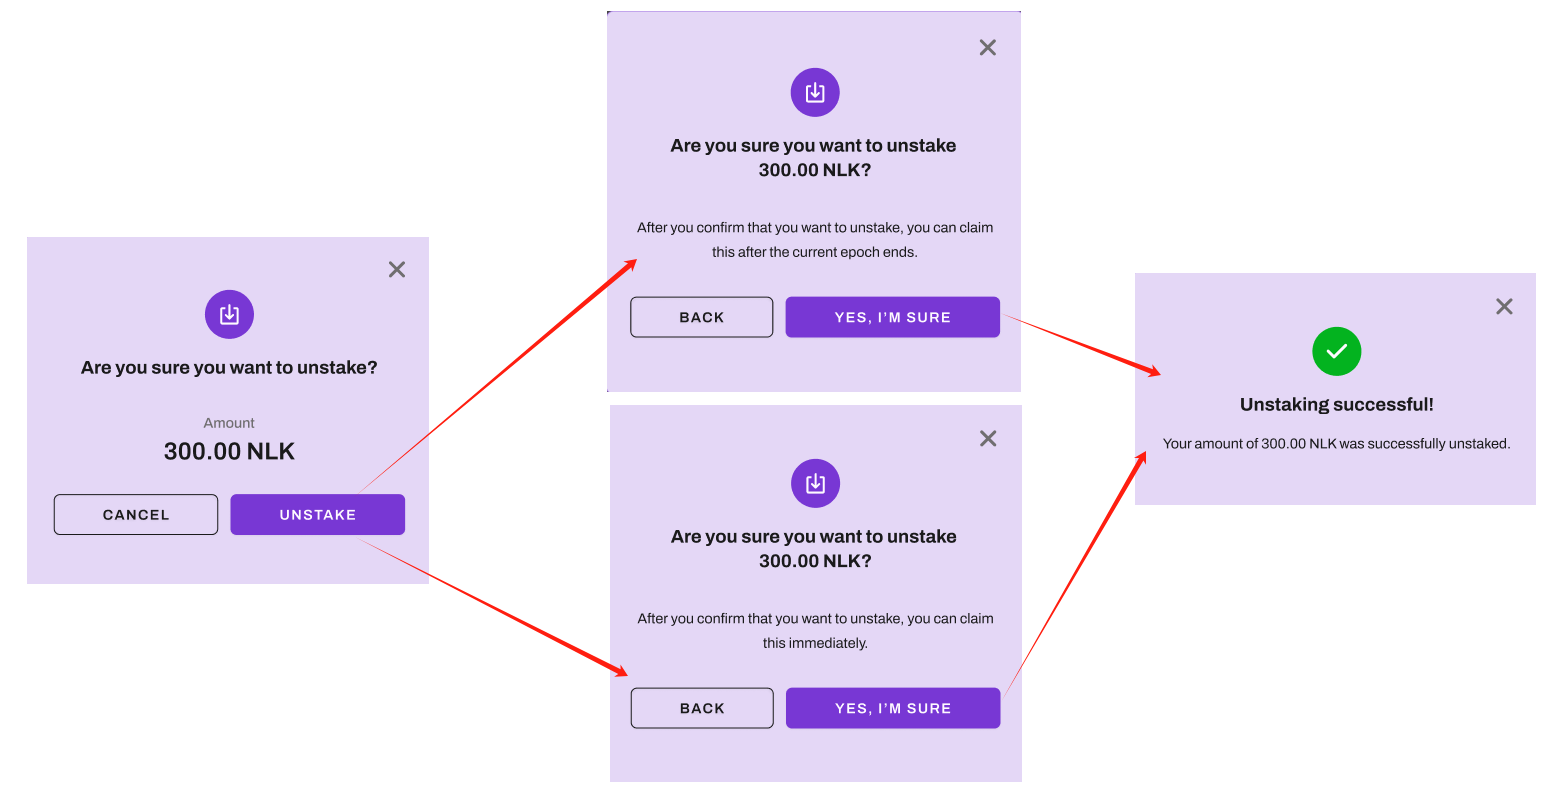 Are you sure you want to unstake?
Amount
300.00 NLK
CANCEL
UNSTAKE
Are you sure you want to unstake
300.00 NLK?
After you confirm that you want to unstake, you can claim
this after the current epoch ends.
BACK
YES, I’M SURE
Are you sure you want to unstake
300.00 NLK?
After you confirm that you want to unstake, you can claim
this immediately.
BACK
YES, I’M SURE
Unstaking successful!
Your amount of 300.00 NLK was successfully unstaked.